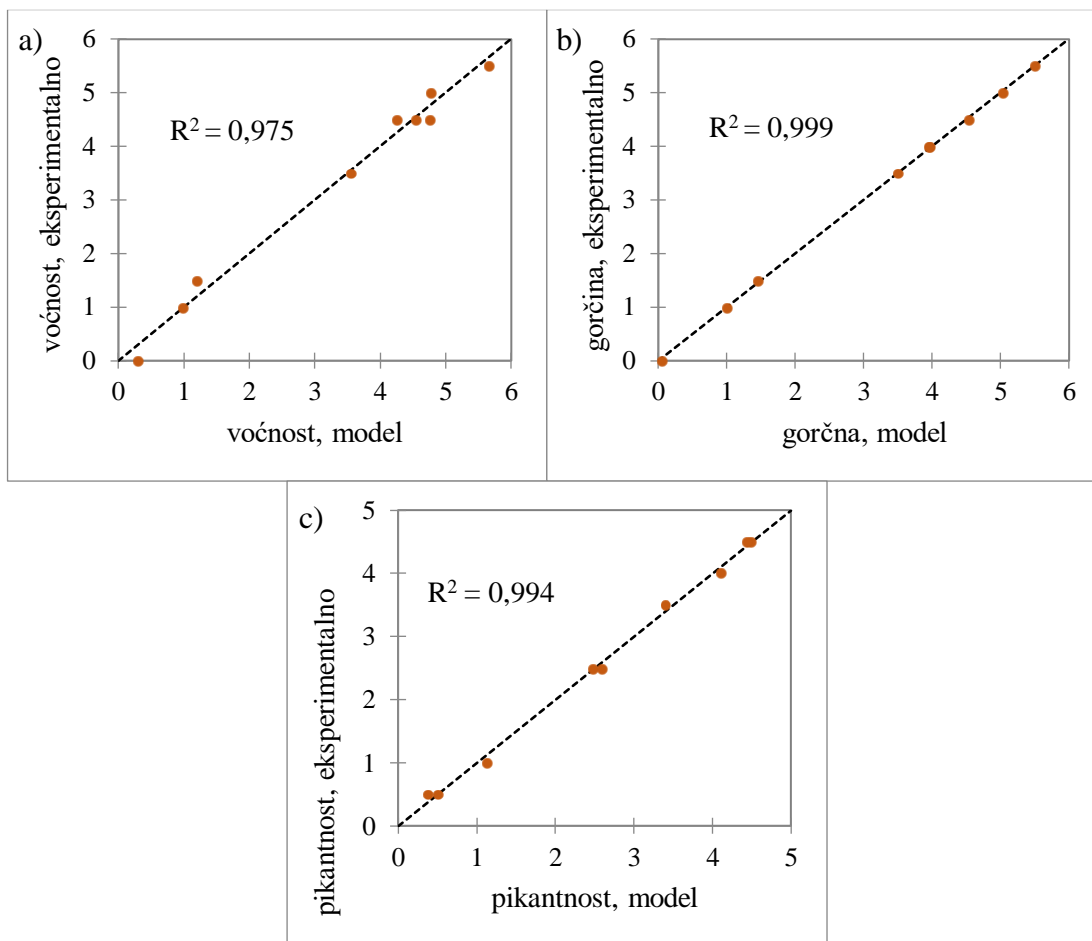 a)
voćnost, eksperimentalno
6
5
4
3
2
1
0
R² = 0,975
0 1 2 3 4 5 6
voćnost, model
b)
gorčina, eksperimentalno
6
5
4
3
2
1
0
R² = 0,999
0 1 2 3 4 5 6
gorčna, model
c)
pikantnost, eksperimentalno
5
4
3
2
1
0
R² = 0,994
0 1 2 3 4 5
pikantnost, model